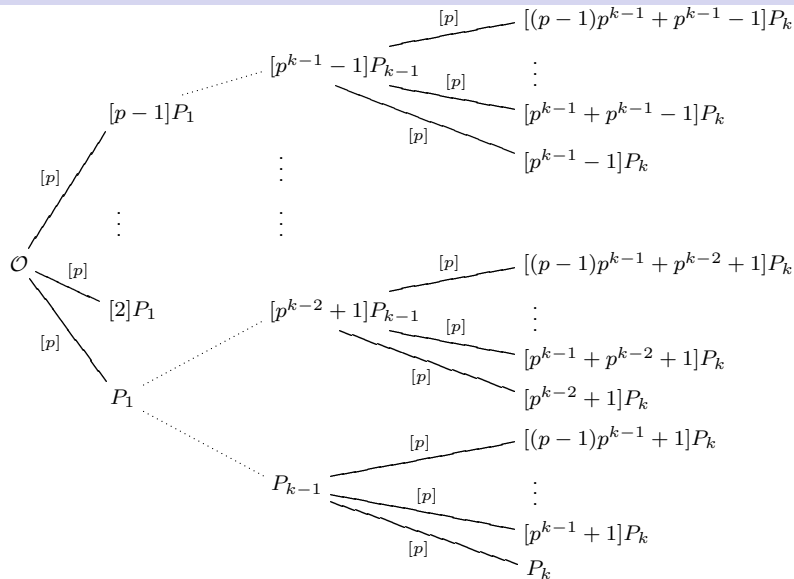 [p]
[(p − 1)p^{k−1} + p^{k−1} − 1]P_k
[p^{k−1} − 1]P_{k−1}
⋮
[p]
[p − 1]P_1
[p^{k−1} + p^{k−1} − 1]P_k
[p]
[p^{k−1} − 1]P_k
[p]
⋮
⋮
⋮
𝒪
[p]
[p]
[(p − 1)p^{k−1} + p^{k−2} + 1]P_k
[2]P_1
[p^{k−2} + 1]P_{k−1}
⋮
[p]
[p]
[p^{k−1} + p^{k−2} + 1]P_k
[p]
P_1
[p^{k−2} + 1]P_k
[p]
[(p − 1)p^{k−1} + 1]P_k
P_{k−1}
⋮
[p]
[p^{k−1} + 1]P_k
[p]
P_k